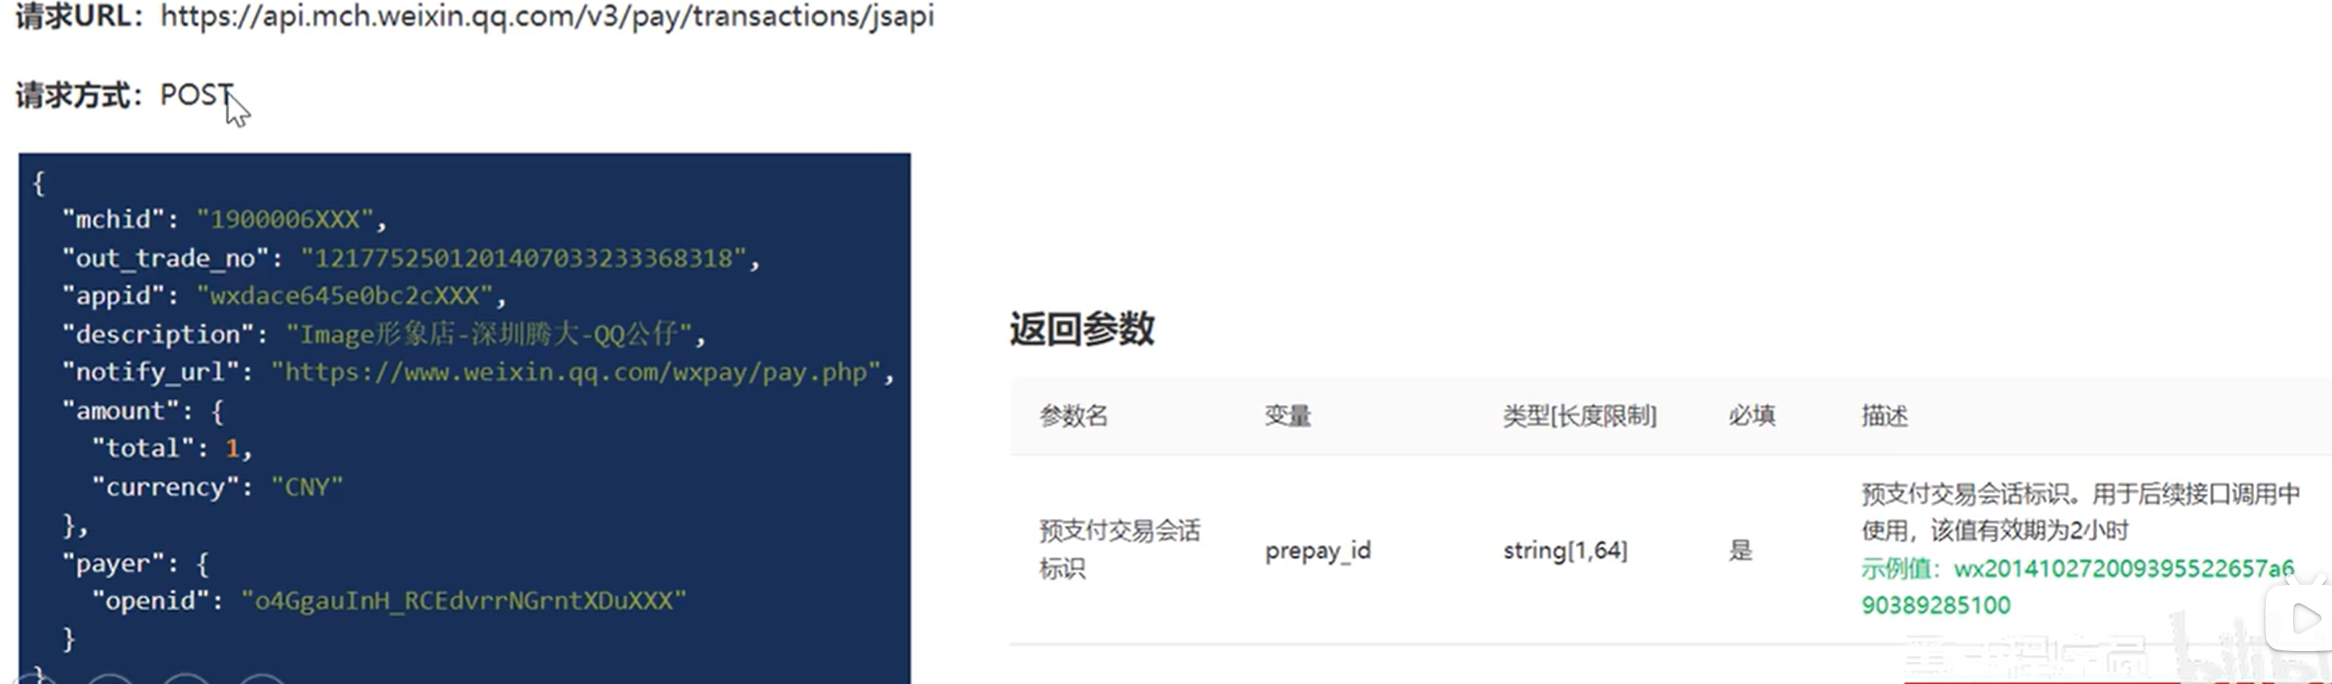 请求URL：https://api.mch.weixin.qq.com/v3/pay/transactions/jsapi
请求方式：POST
{
"mchid": "1900006XXX",
"out_trade_no": "1217752501201407033233368318",
"appid": "wxdace645e0bc2cXXX",
"description": "Image形象店-深圳腾大-QQ公仔",
"notify_url": "https://www.weixin.qq.com/wxpay/pay.php",
"amount": {
"total": 1,
"currency": "CNY"
},
"payer": {
"openid": "o4GgauInH_RCEdvrrNGrntXDuXXX"
}
}
返回参数
参数名 变量 类型[长度限制] 必填 描述
预支付交易会话
标识
prepay_id
string[1,64]
是
预支付交易会话标识。用于后续接口调用中
使用，该值有效期为2小时
示例值：wx201410272009395522657a6
90389285100